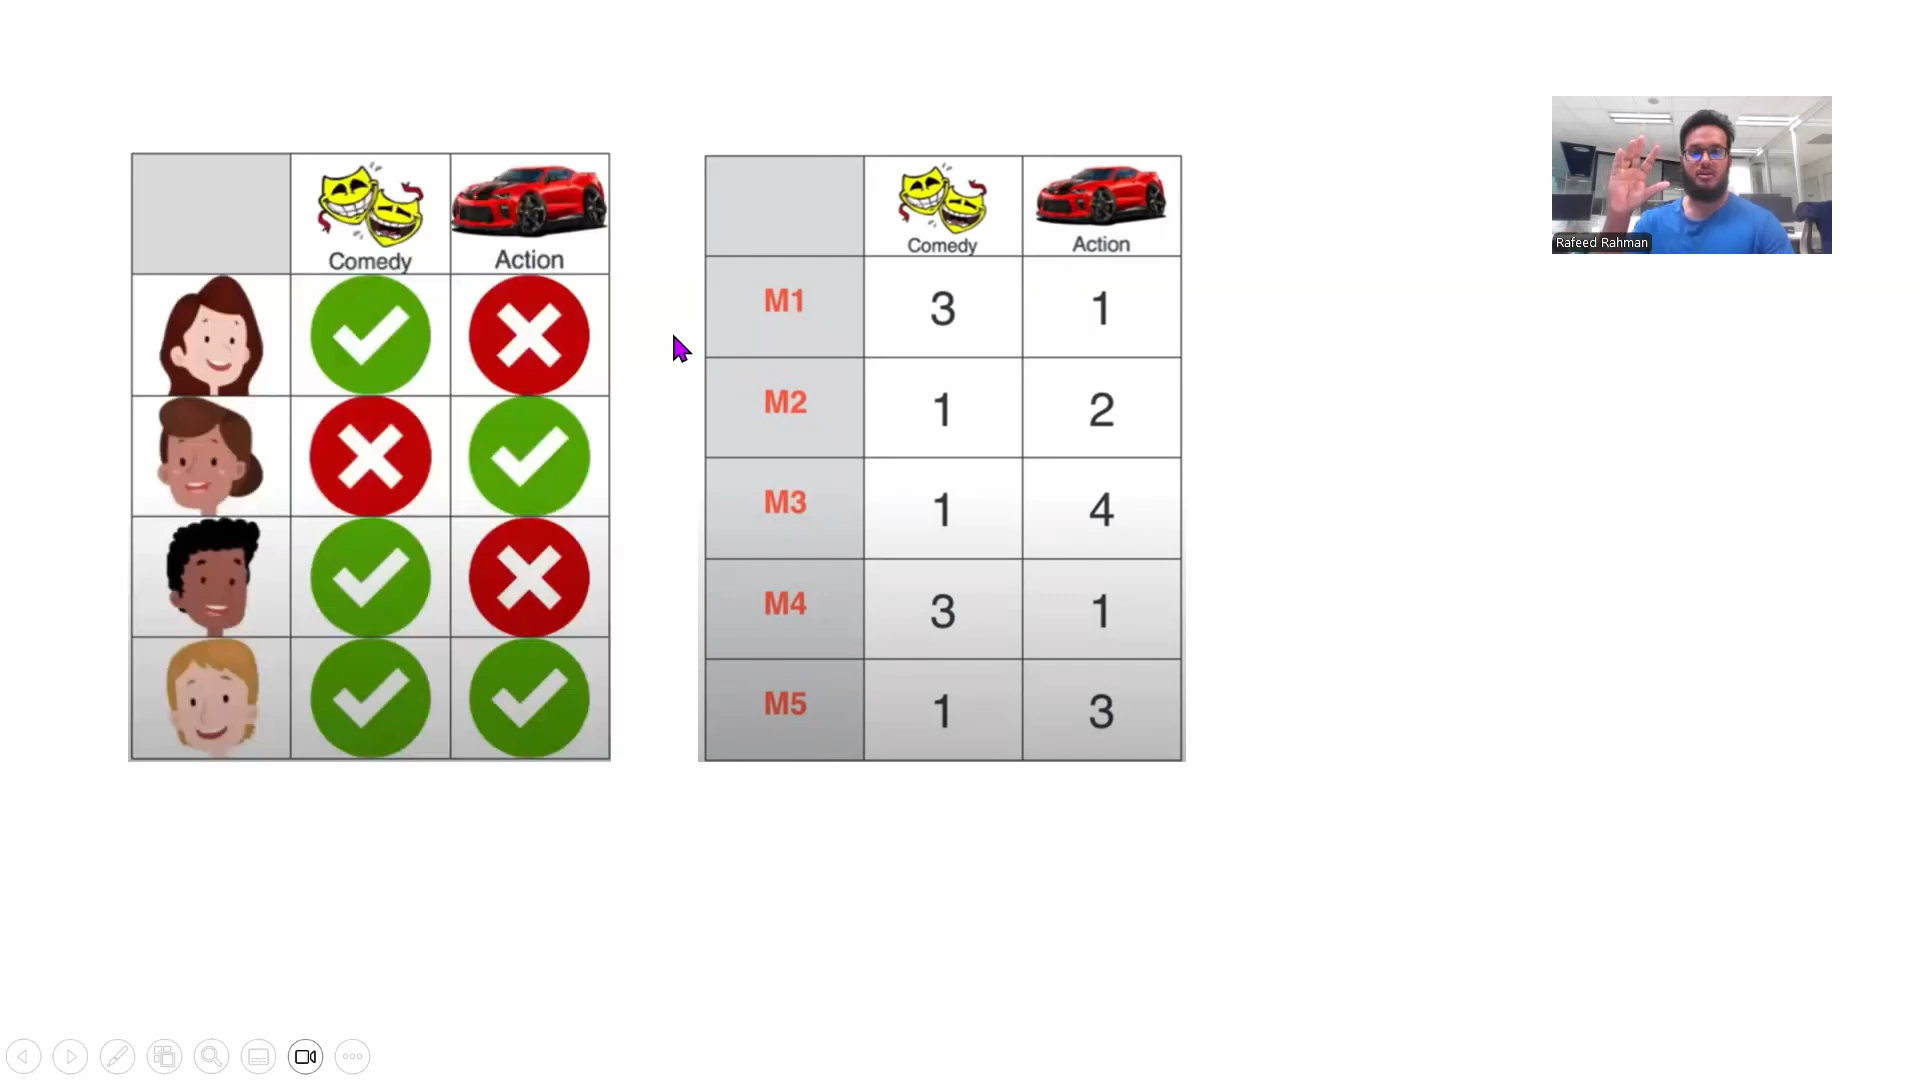 Comedy Action
Comedy Action
M1 3 1
M2 1 2
M3 1 4
M4 3 1
M5 1 3
Rafeed Rahman